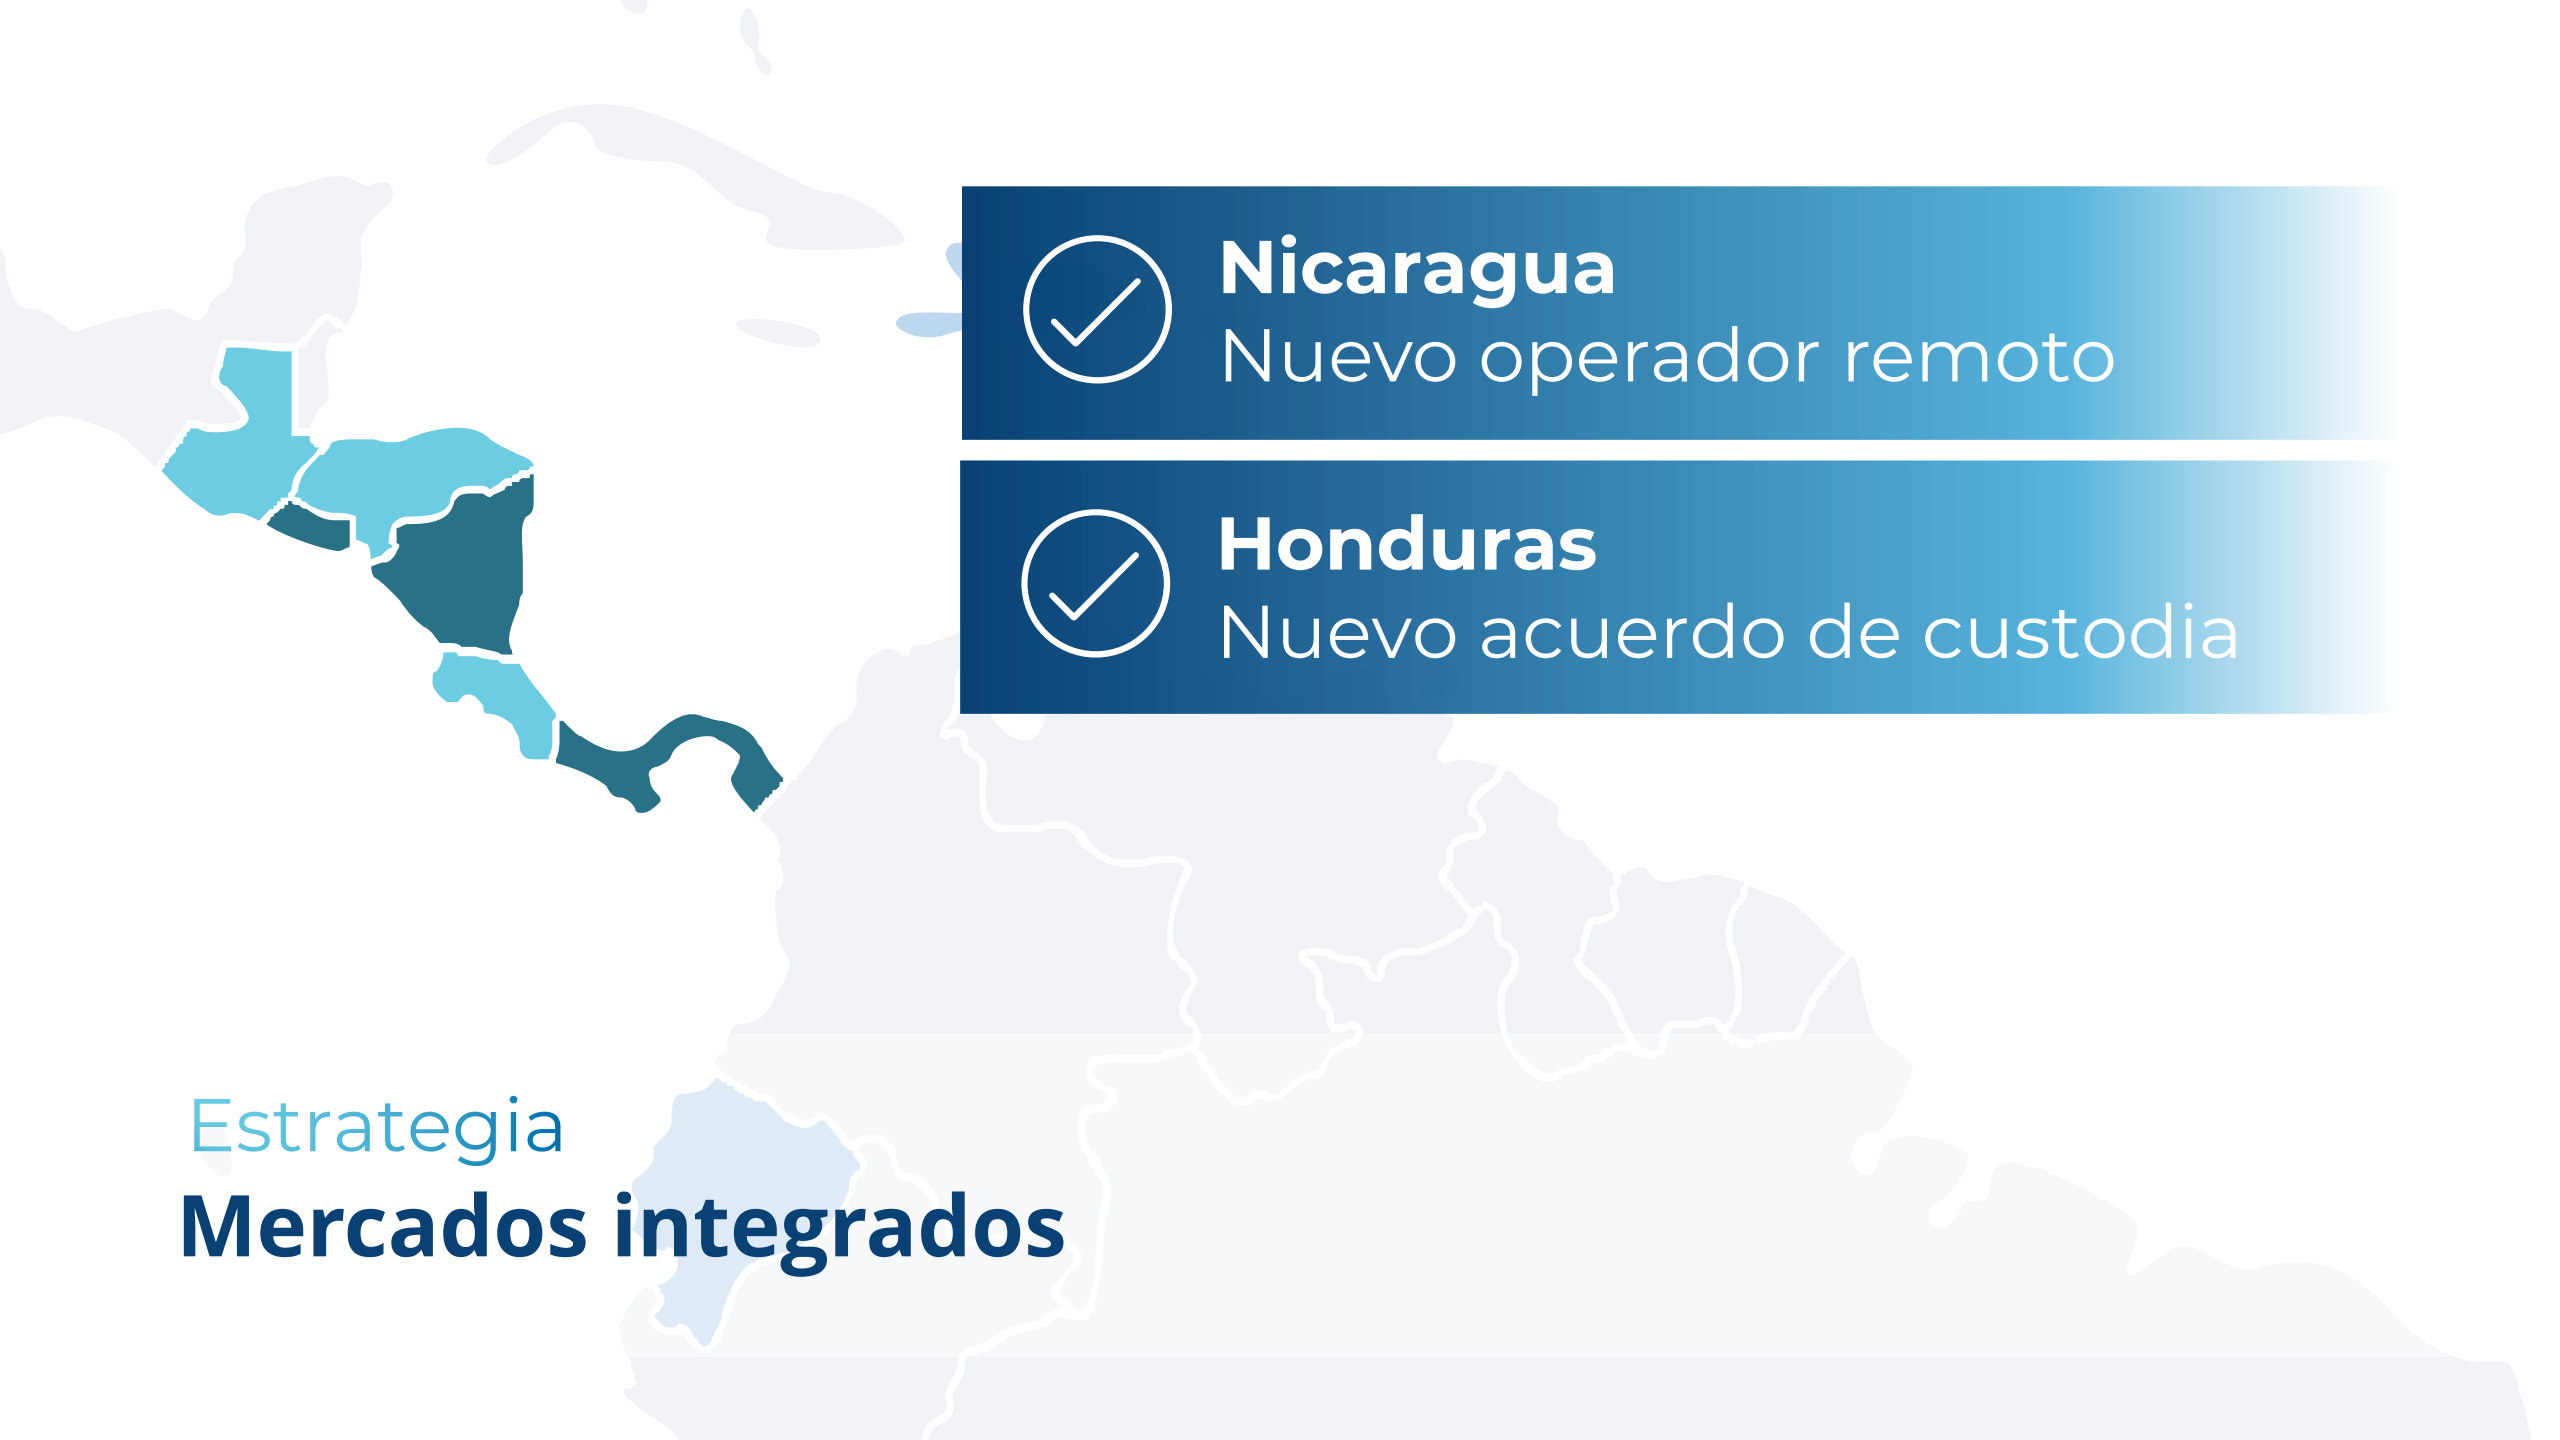 Nicaragua
Nuevo operador remoto
Honduras
Nuevo acuerdo de custodia
Estrategia
Mercados integrados